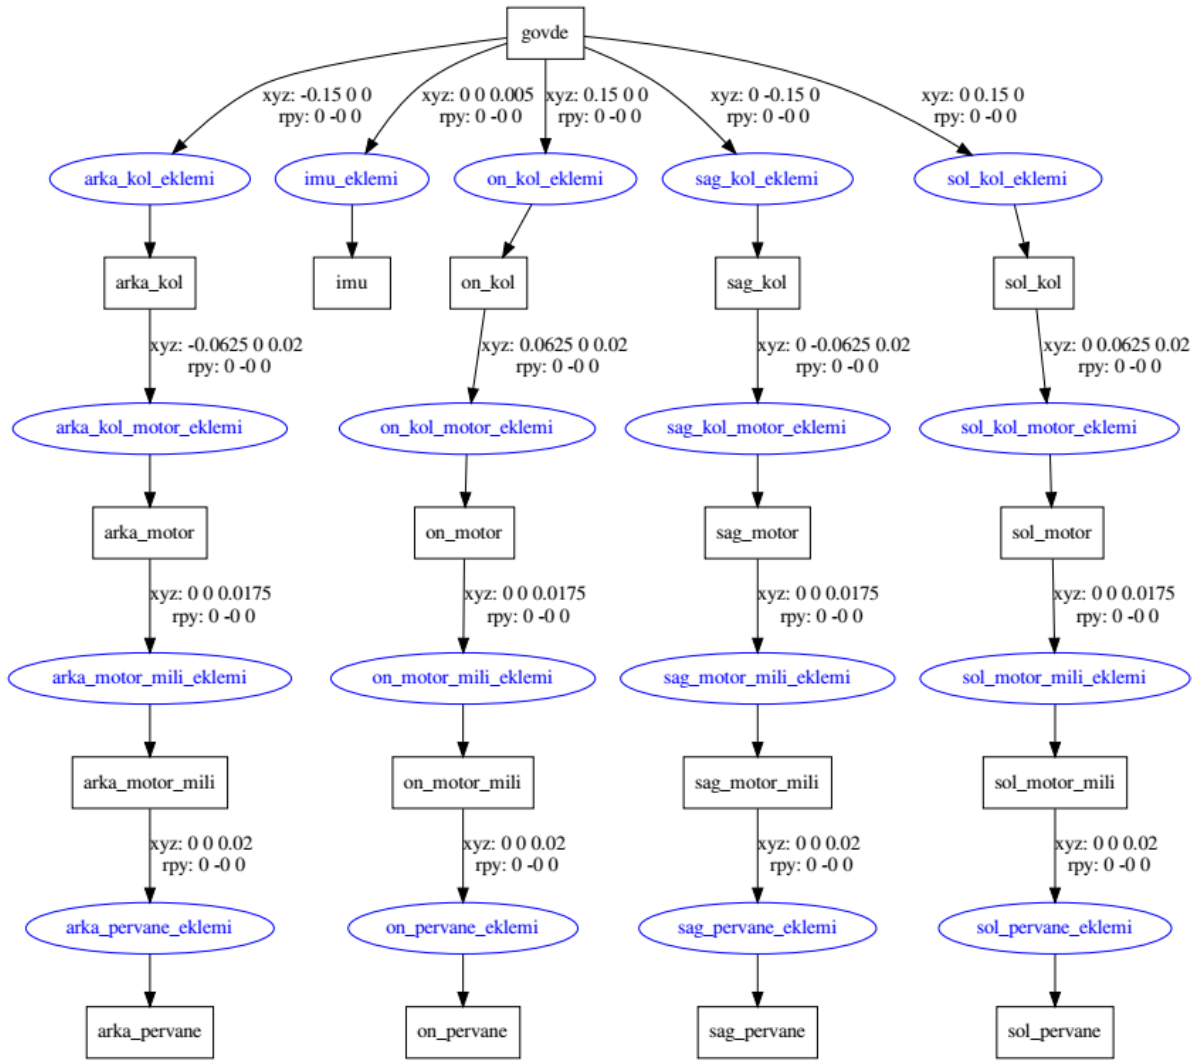 govde
xyz: -0.15 0 0
rpy: 0 -0 0
xyz: 0 0 0.005
rpy: 0 -0 0
xyz: 0.15 0 0
rpy: 0 -0 0
xyz: 0 -0.15 0
rpy: 0 -0 0
xyz: 0 0.15 0
rpy: 0 -0 0
arka_kol_eklemi
imu_eklemi
on_kol_eklemi
sag_kol_eklemi
sol_kol_eklemi
arka_kol
imu
on_kol
sag_kol
sol_kol
xyz: -0.0625 0 0.02
rpy: 0 -0 0
xyz: 0.0625 0 0.02
rpy: 0 -0 0
xyz: 0 -0.0625 0.02
rpy: 0 -0 0
xyz: 0 0.0625 0.02
rpy: 0 -0 0
arka_kol_motor_eklemi
on_kol_motor_eklemi
sag_kol_motor_eklemi
sol_kol_motor_eklemi
arka_motor
on_motor
sag_motor
sol_motor
xyz: 0 0 0.0175
rpy: 0 -0 0
xyz: 0 0 0.0175
rpy: 0 -0 0
xyz: 0 0 0.0175
rpy: 0 -0 0
xyz: 0 0 0.0175
rpy: 0 -0 0
arka_motor_mili_eklemi
on_motor_mili_eklemi
sag_motor_mili_eklemi
sol_motor_mili_eklemi
arka_motor_mili
on_motor_mili
sag_motor_mili
sol_motor_mili
xyz: 0 0 0.02
rpy: 0 -0 0
xyz: 0 0 0.02
rpy: 0 -0 0
xyz: 0 0 0.02
rpy: 0 -0 0
xyz: 0 0 0.02
rpy: 0 -0 0
arka_pervane_eklemi
on_pervane_eklemi
sag_pervane_eklemi
sol_pervane_eklemi
arka_pervane
on_pervane
sag_pervane
sol_pervane